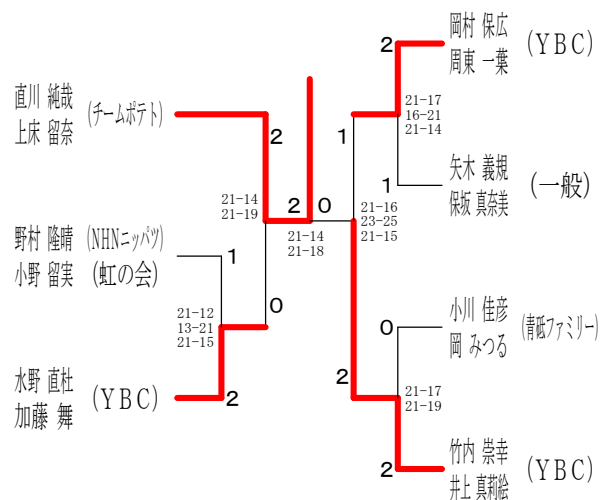 直川 純哉 (チームポテト)
上床 留奈
2
21-14
21-19
野村 隆晴 (NHNニッパツ)
小野 留実 (虹の会)
1
21-12
13-21
21-15
0
水野 直杜 (YBC)
加藤 舞
2
2 0
21-14
21-18
岡村 保広 (YBC)
周東 一葉
2
21-17
16-21
21-14
1
矢木 義規 (一般)
保坂 真奈美
1
21-16
23-25
21-15
小川 佳彦 (青砥ファミリー)
岡 みつる
0
2
21-17
21-19
竹内 崇幸 (YBC)
井上 真莉絵
2